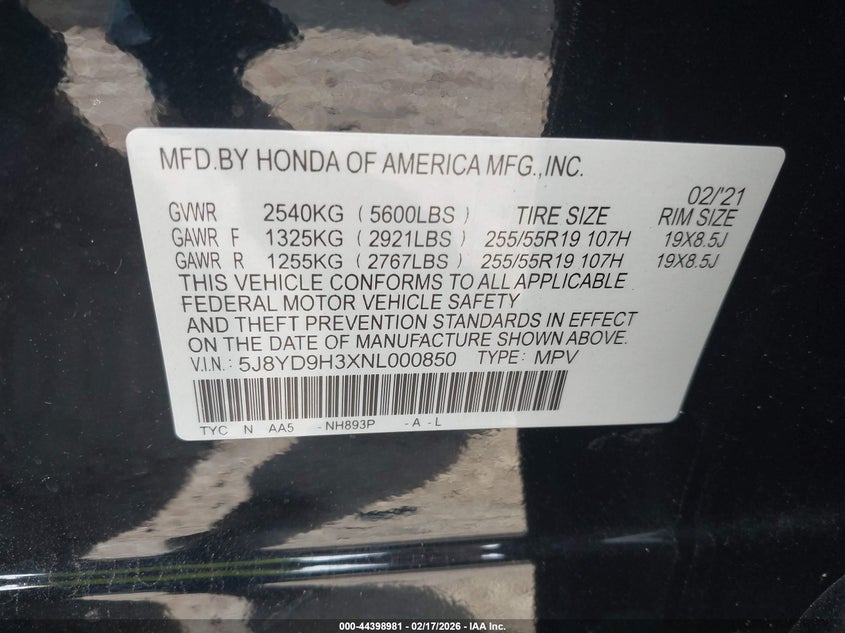 MFD.BY HONDA OF AMERICA MFG.,INC.
02/'21
GVWR 2540KG (5600LBS) TIRE SIZE RIM SIZE
GAWR F 1325KG (2921LBS) 255/55R19 107H 19X8.5J
GAWR R 1255KG (2767LBS) 255/55R19 107H 19X8.5J
THIS VEHICLE CONFORMS TO ALL APPLICABLE
FEDERAL MOTOR VEHICLE SAFETY
AND THEFT PREVENTION STANDARDS IN EFFECT
ON THE DATE OF MANUFACTURE SHOWN ABOVE.
V.I.N.: 5J8YD9H3XNL000850 TYPE: MPV
TYC N AA5 -NH893P -A-L
000-44398981 — 02/17/2026 — IAA Inc.